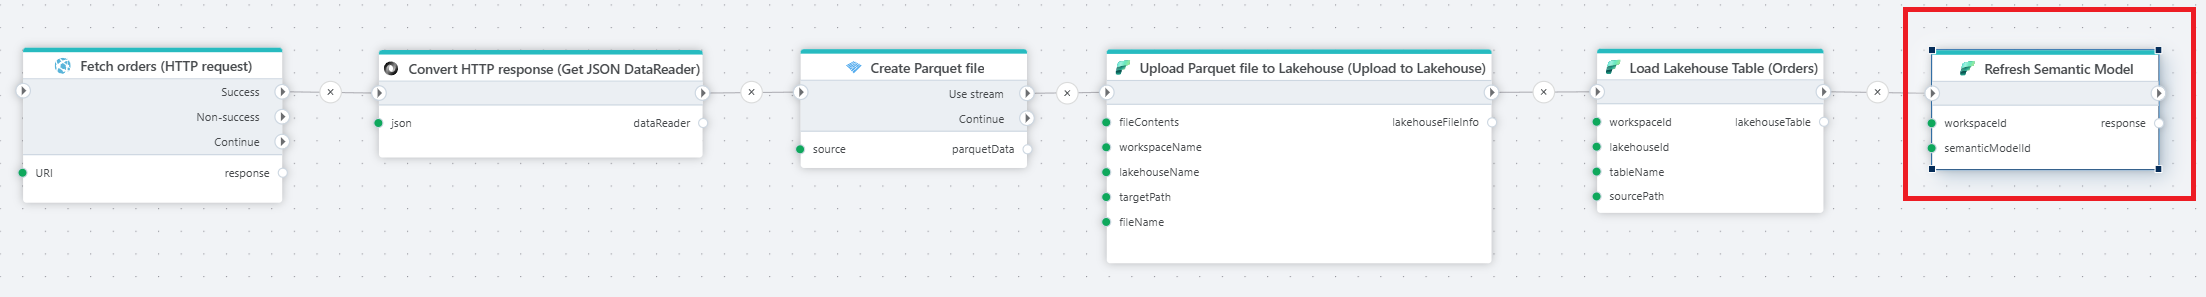 Fetch orders (HTTP request)
Success
Non-success
Continue
URI
response
Convert HTTP response (Get JSON DataReader)
json
dataReader
Create Parquet file
Use stream
Continue
source
parquetData
Upload Parquet file to Lakehouse (Upload to Lakehouse)
fileContents
lakehouseFileInfo
workspaceName
lakehouseName
targetPath
fileName
Load Lakehouse Table (Orders)
workspaceId
lakehouseTable
lakehouseId
tableName
sourcePath
Refresh Semantic Model
workspaceId
response
semanticModelId